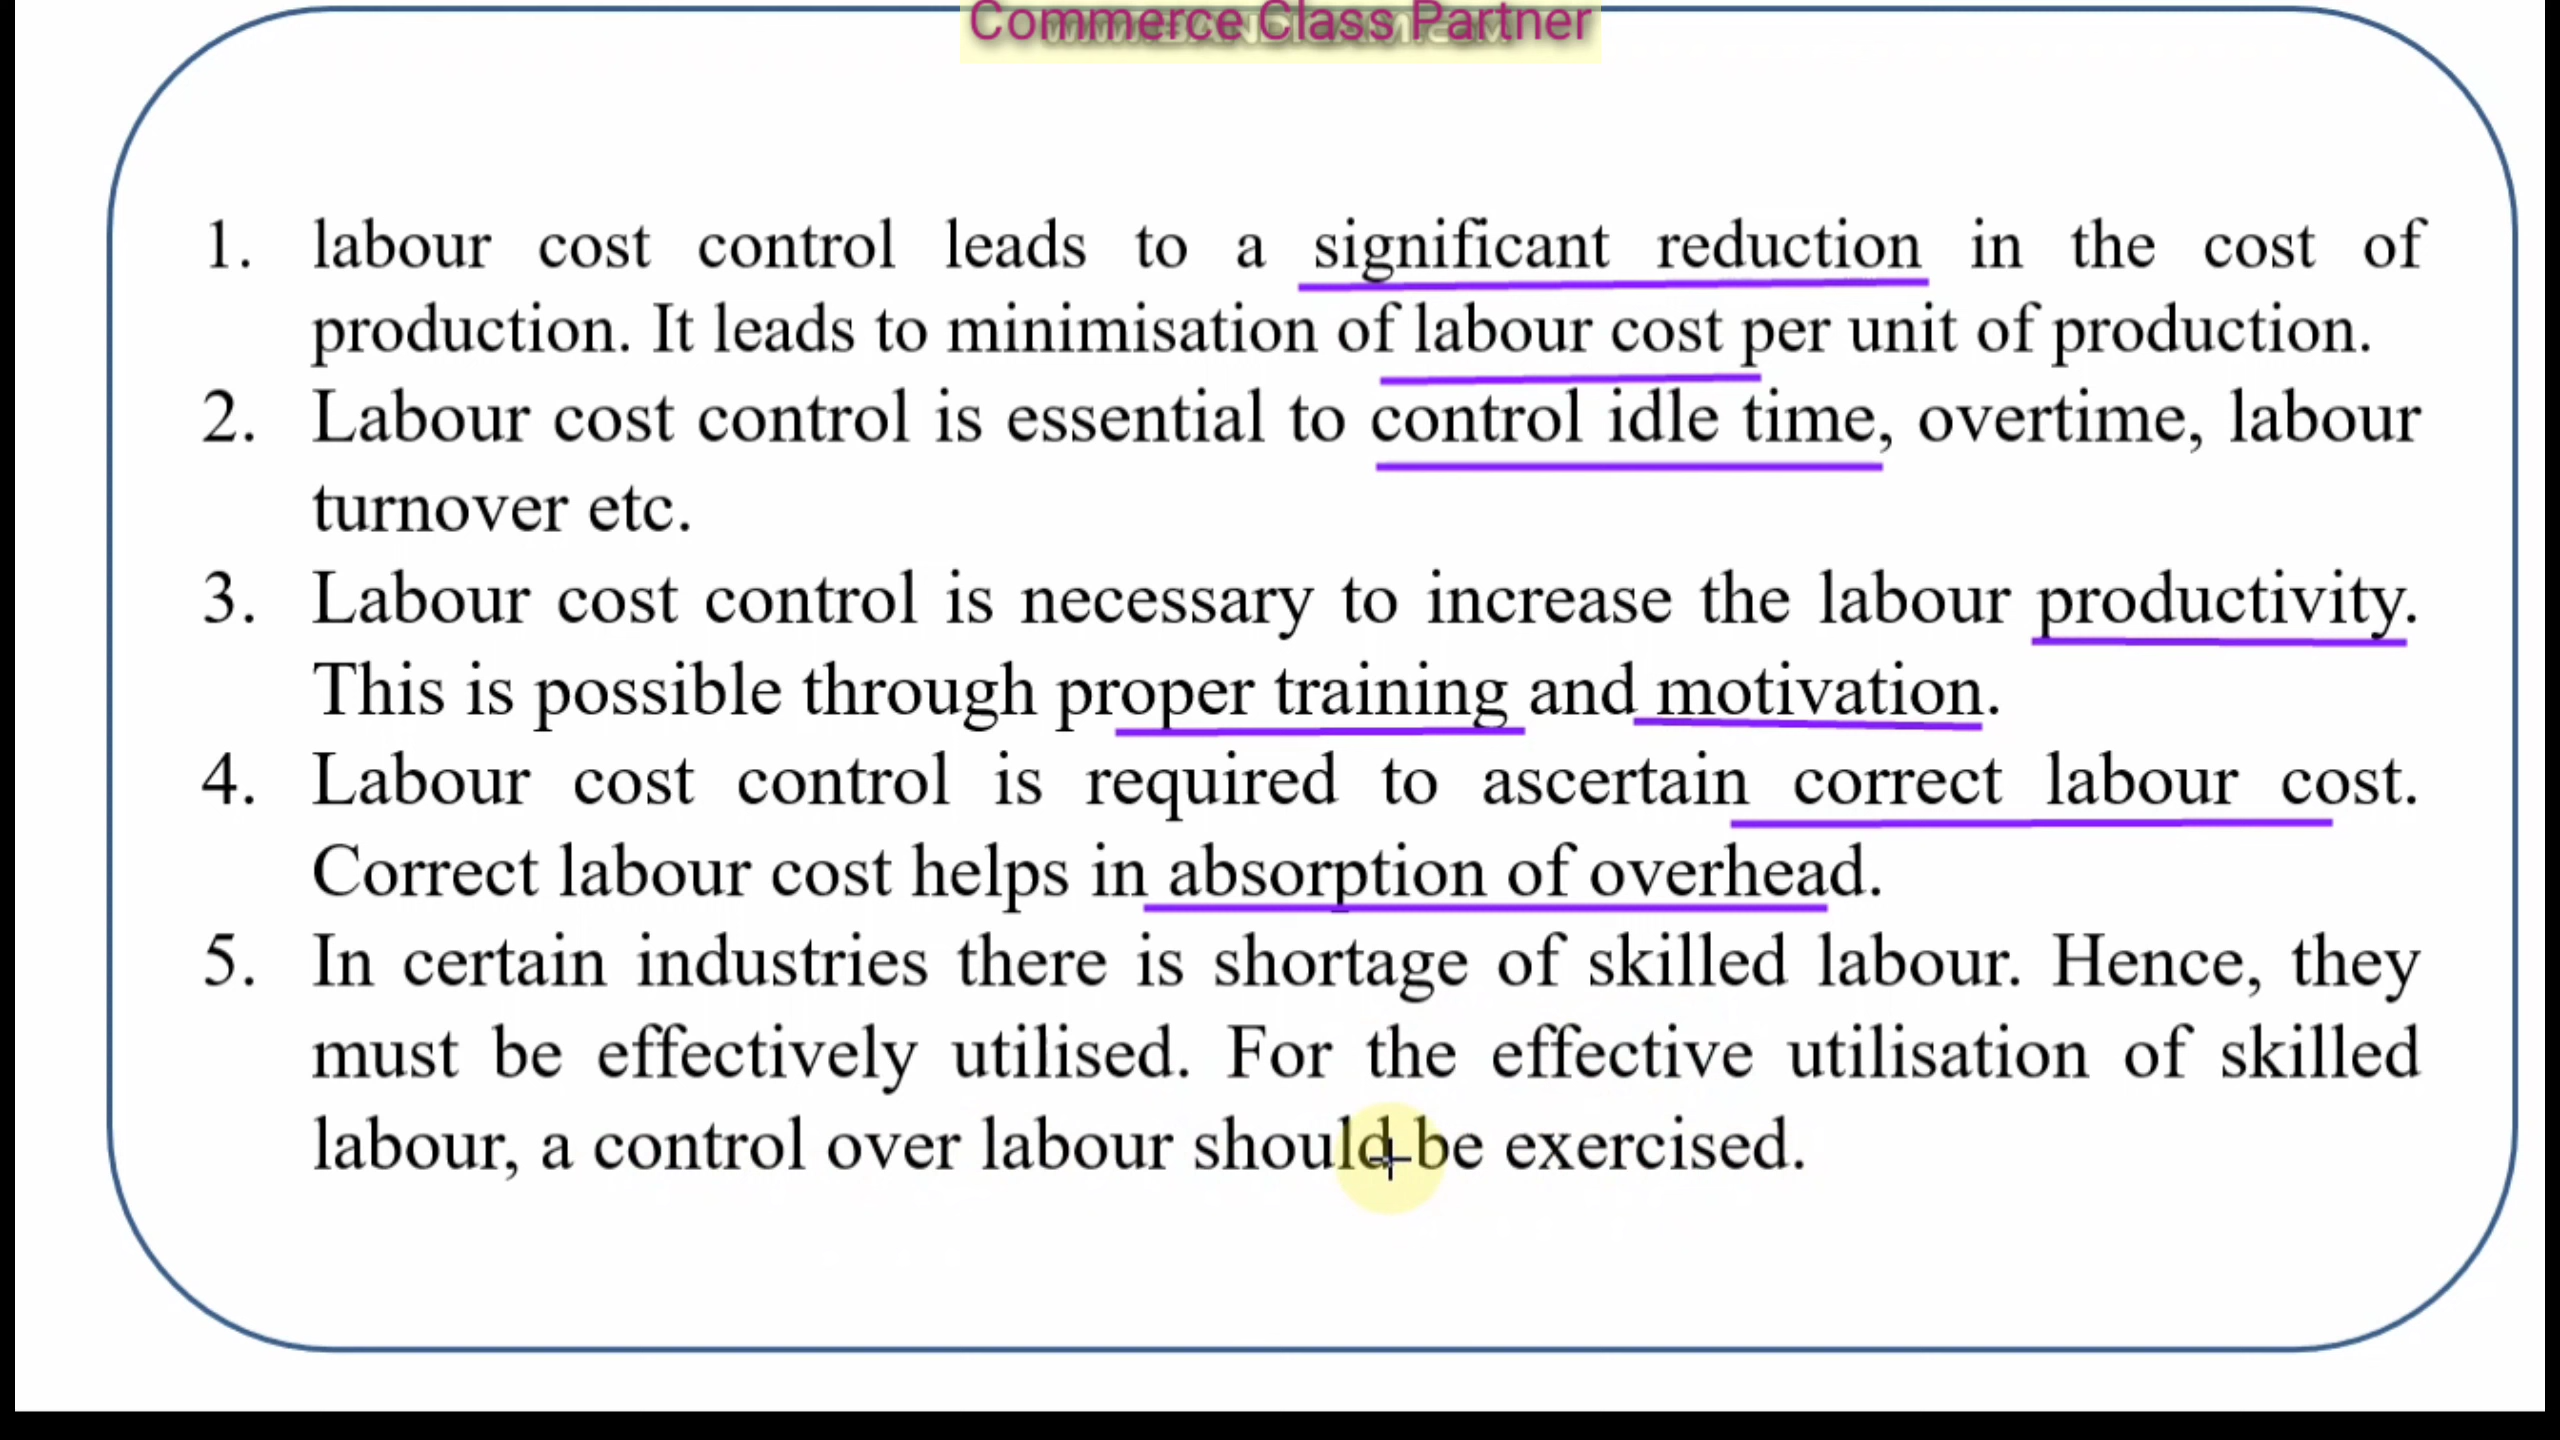 Commerce Class Partner
1. labour cost control leads to a significant reduction in the cost of
production. It leads to minimisation of labour cost per unit of production.
2. Labour cost control is essential to control idle time, overtime, labour
turnover etc.
3. Labour cost control is necessary to increase the labour productivity.
This is possible through proper training and motivation.
4. Labour cost control is required to ascertain correct labour cost.
Correct labour cost helps in absorption of overhead.
5. In certain industries there is shortage of skilled labour. Hence, they
must be effectively utilised. For the effective utilisation of skilled
labour, a control over labour should be exercised.